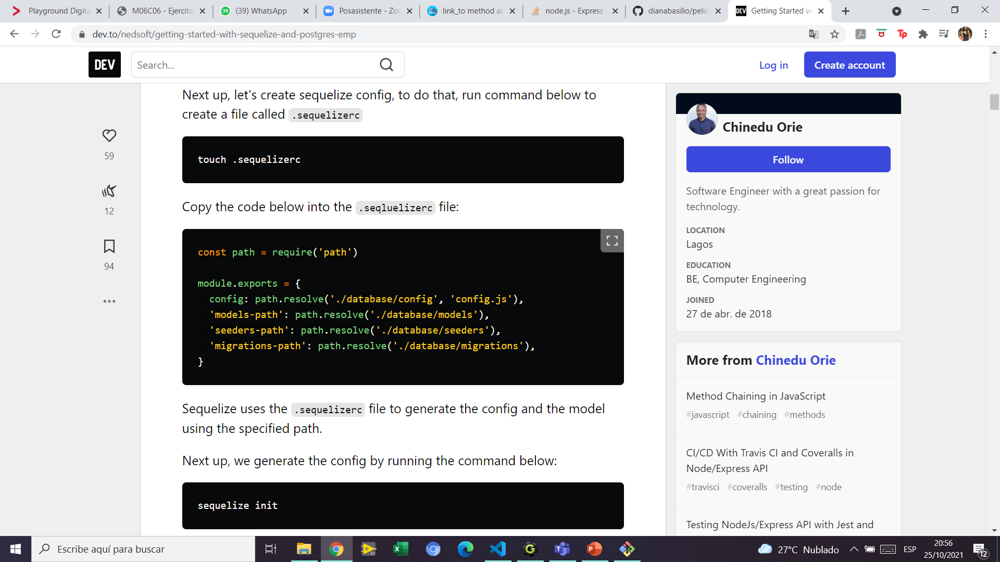 Playground Digita
M06C06 - Ejercita
(39) WhatsApp
Posasistente - Zoo
link_to method an
node.js - Express
dianabasilio/pelic
DEV Getting Started w
dev.to/nedsoft/getting-started-with-sequelize-and-postgres-emp
DEV
Search...
Log in
Create account
Next up, let's create sequelize config, to do that, run command below to
create a file called .sequelizerc
touch .sequelizerc
Copy the code below into the .seqluelizerc file:
const path = require('path')
module.exports = {
config: path.resolve('./database/config', 'config.js'),
'models-path': path.resolve('./database/models'),
'seeders-path': path.resolve('./database/seeders'),
'migrations-path': path.resolve('./database/migrations'),
}
Sequelize uses the .sequelizerc file to generate the config and the model
using the specified path.
Next up, we generate the config by running the command below:
sequelize init
59
12
94
Chinedu Orie
Follow
Software Engineer with a great passion for
technology.
LOCATION
Lagos
EDUCATION
BE, Computer Engineering
JOINED
27 de abr. de 2018
More from Chinedu Orie
Method Chaining in JavaScript
#javascript #chaining #methods
CI/CD With Travis CI and Coveralls in
Node/Express API
#travisci #coveralls #testing #node
Testing NodeJs/Express API with Jest and
Escribe aquí para buscar
27°C Nublado
ESP
20:56
25/10/2021
12